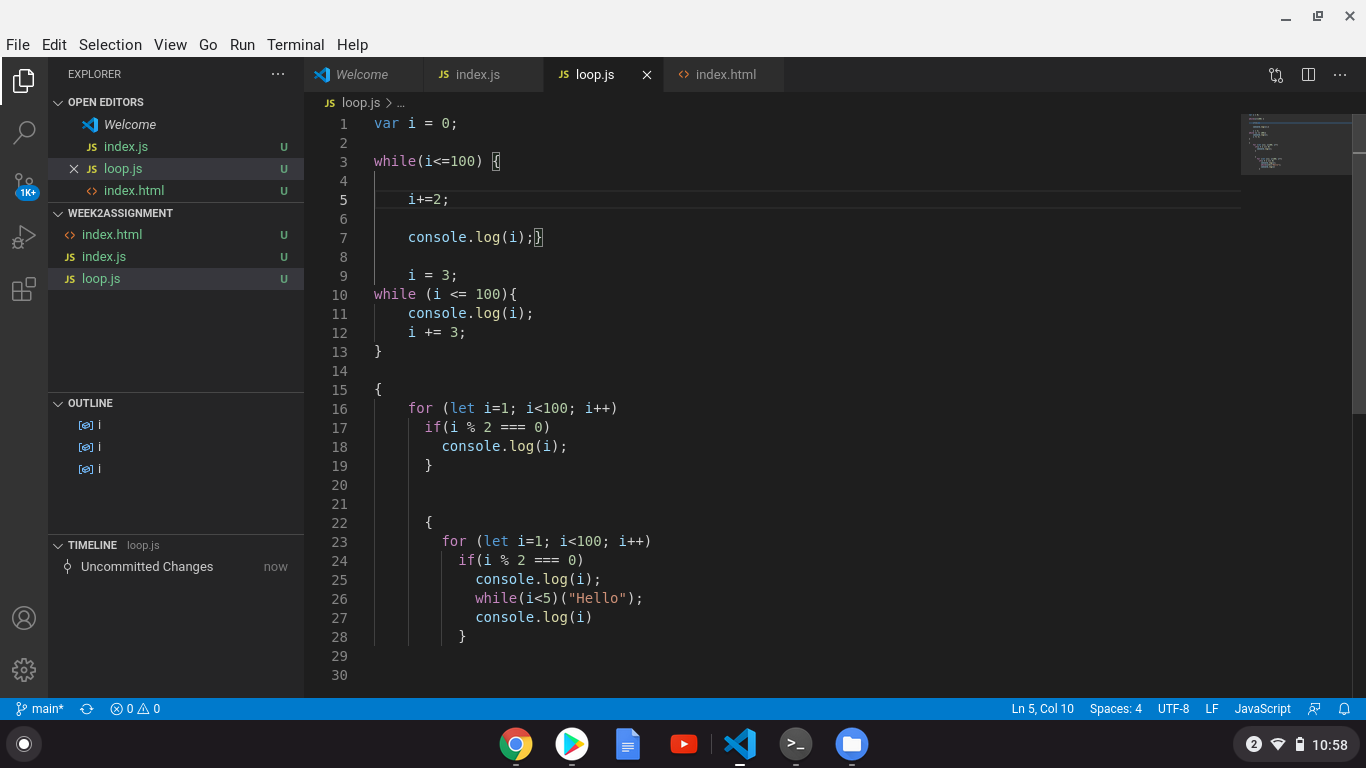 File Edit Selection View Go Run Terminal Help
EXPLORER
OPEN EDITORS
Welcome
JS index.js U
JS loop.js U
<> index.html U
WEEK2ASSIGNMENT
<> index.html U
JS index.js U
JS loop.js U
OUTLINE
i
i
i
TIMELINE loop.js
Uncommitted Changes now
1K+
Welcome JS index.js JS loop.js <> index.html
JS loop.js > ...
1 var i = 0;
2
3 while(i<=100) {
4
5     i+=2;
6
7     console.log(i);}
8
9     i = 3;
10 while (i <= 100){
11     console.log(i);
12     i += 3;
13 }
14
15 {
16     for (let i=1; i<100; i++)
17       if(i % 2 === 0)
18         console.log(i);
19       }
20
21
22       {
23         for (let i=1; i<100; i++)
24           if(i % 2 === 0)
25             console.log(i);
26             while(i<5)("Hello");
27             console.log(i)
28           }
29
30
main* 0 0 Ln 5, Col 10 Spaces: 4 UTF-8 LF JavaScript
>_ 2 10:58